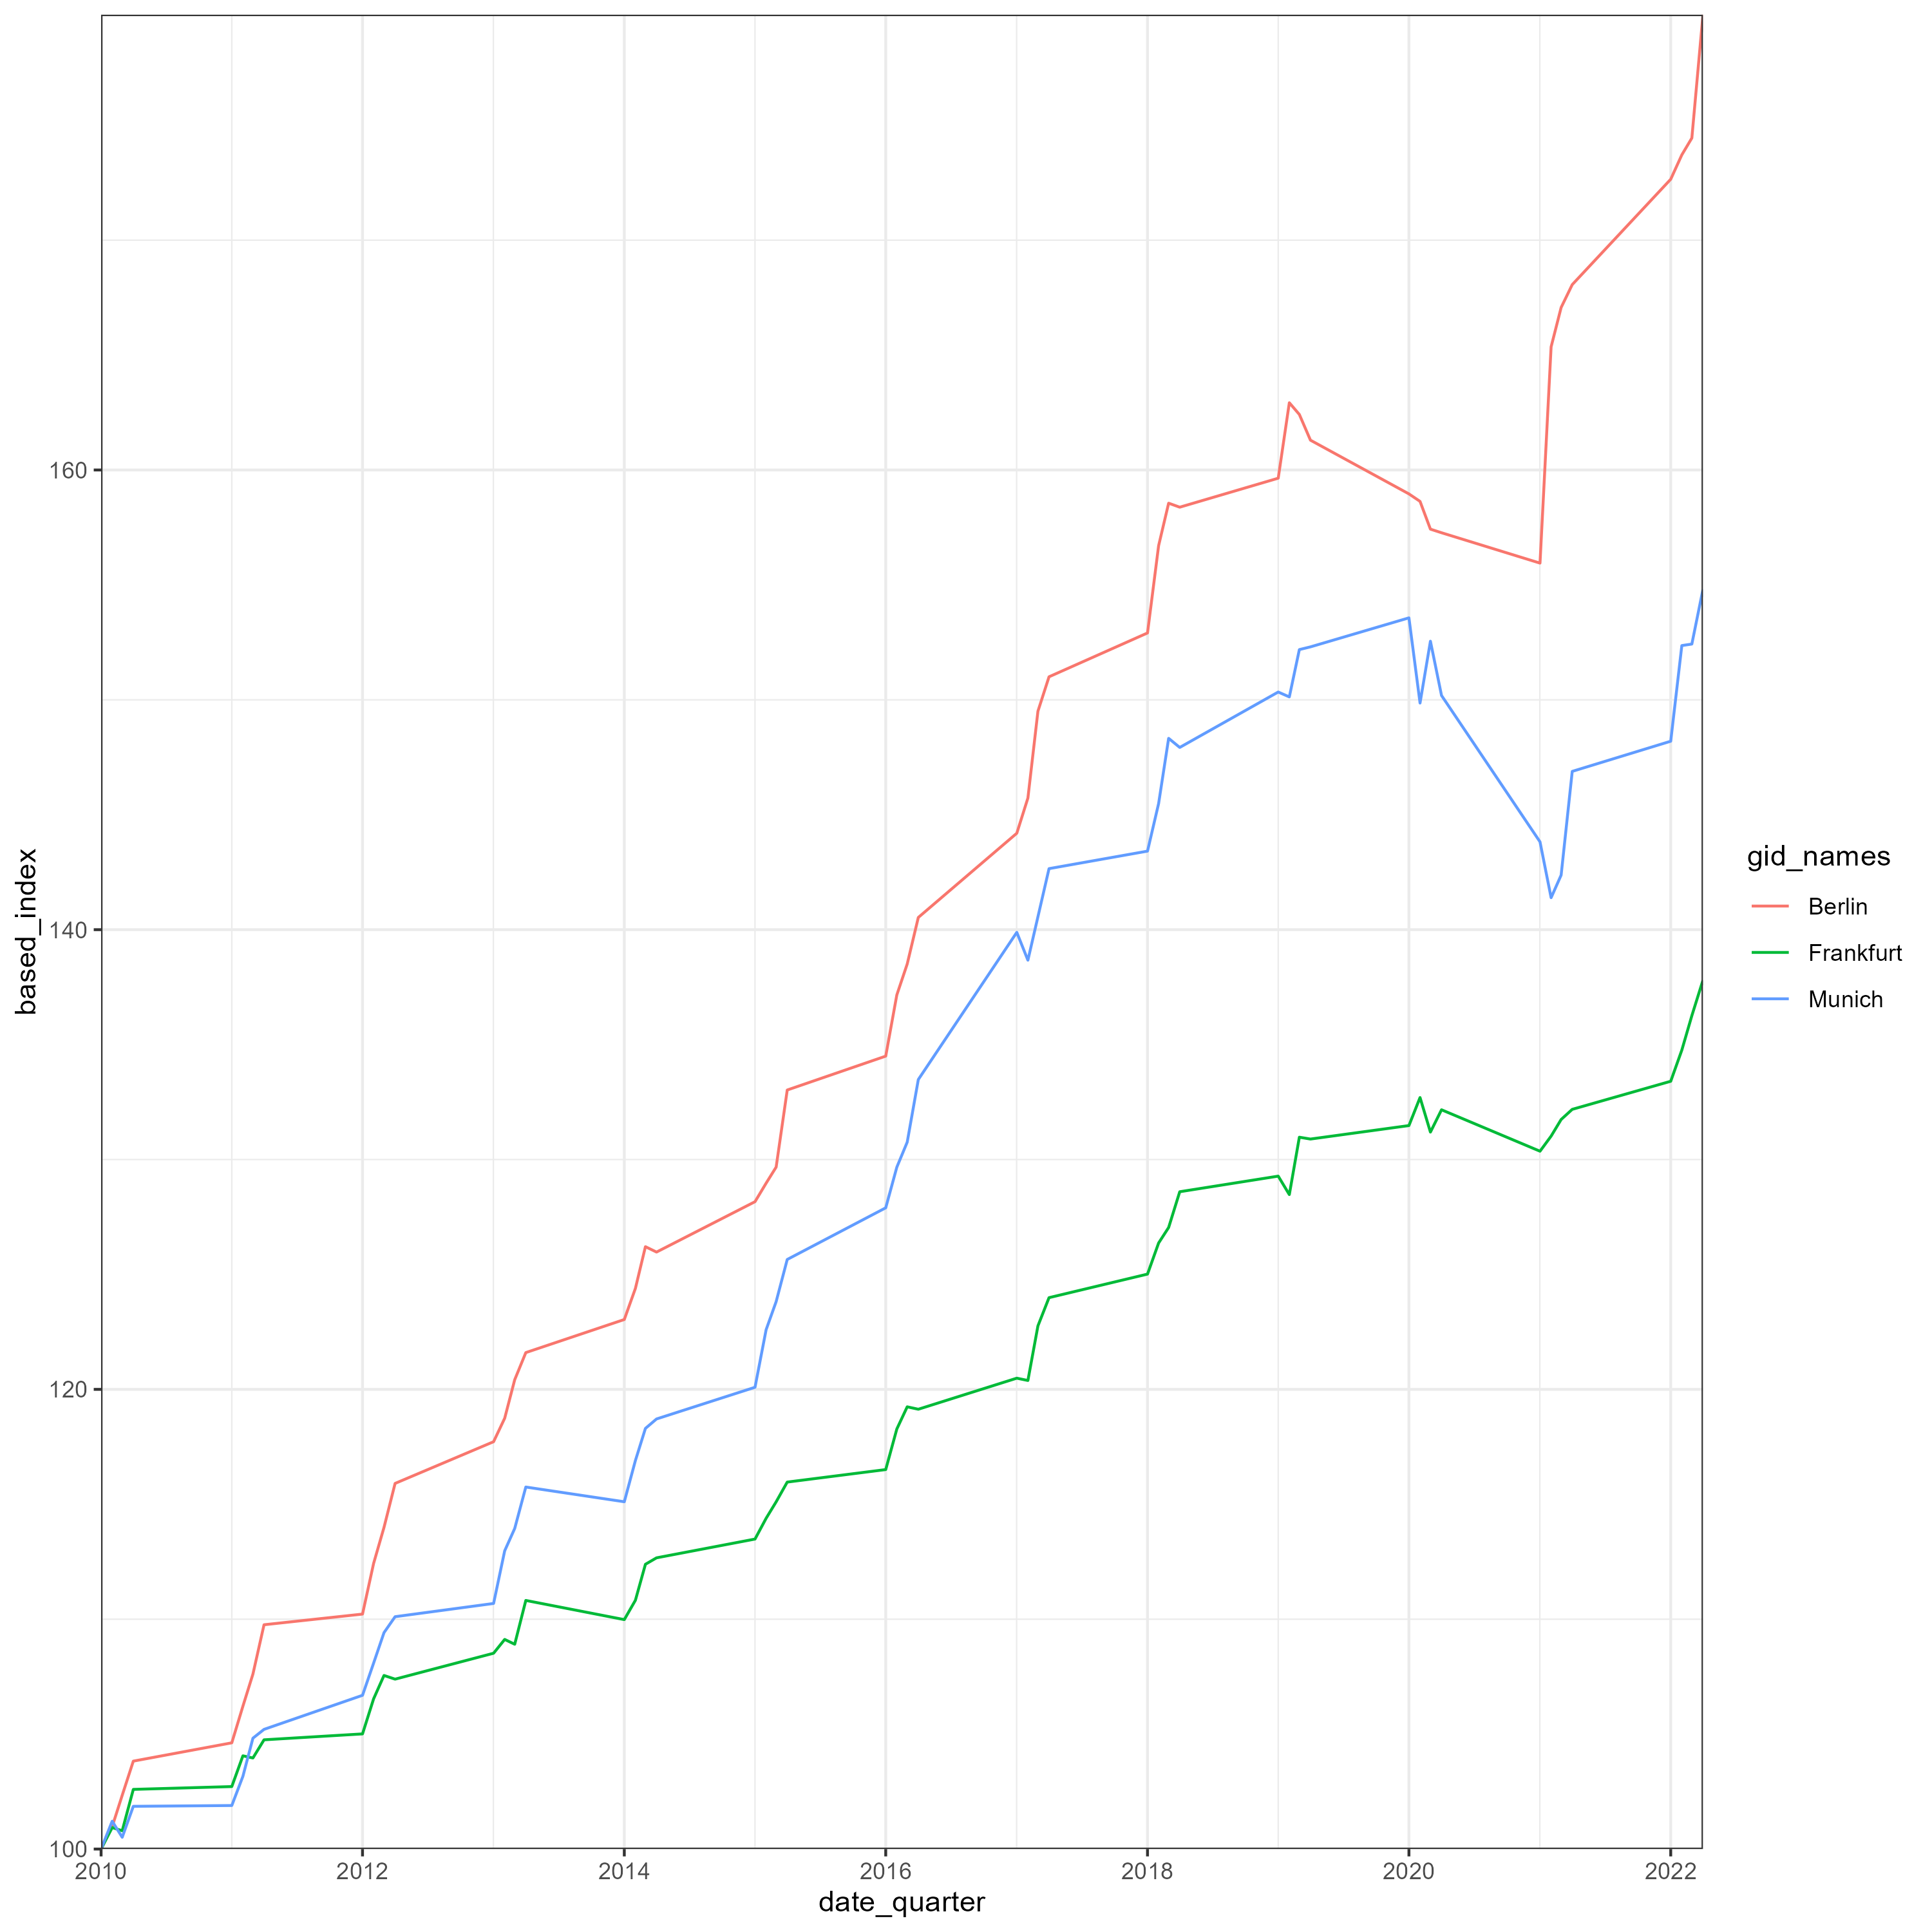 160
140
120
100
2010 2012 2014 2016 2018 2020 2022
date_quarter
based_index
gid_names
Berlin
Frankfurt
Munich